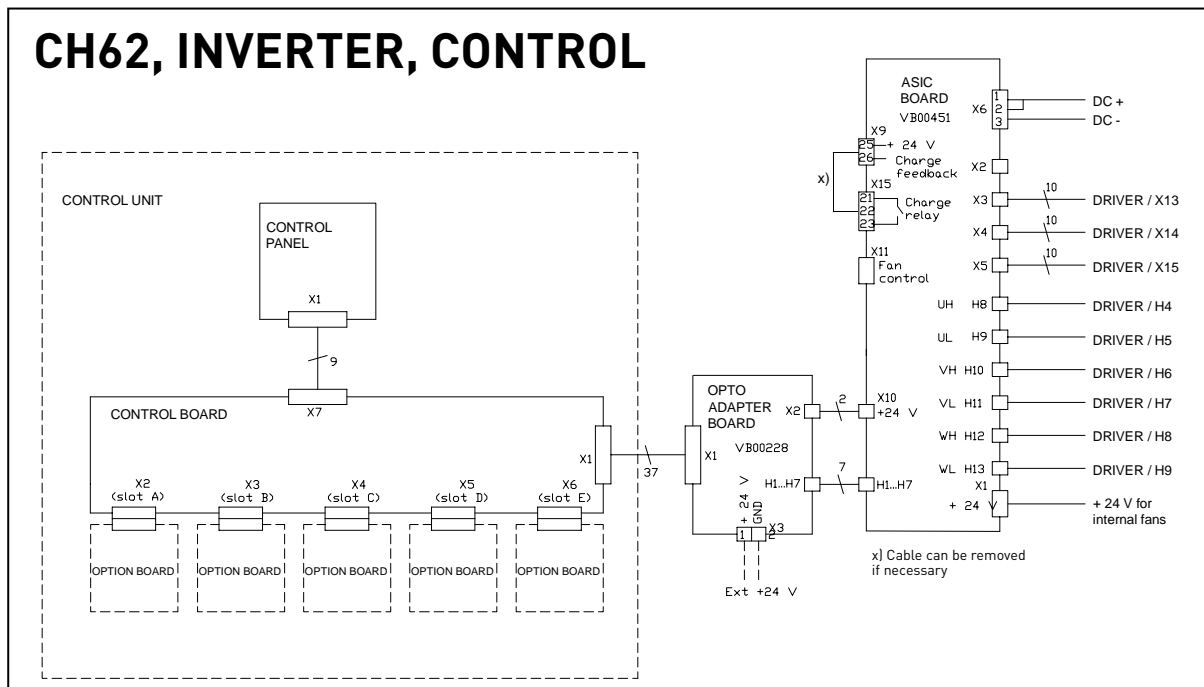 CH62, INVERTER, CONTROL
CONTROL UNIT
CONTROL
PANEL
X1
9
X7
CONTROL BOARD
X1
37
X2
(slot A)
X3
(slot B)
X4
(slot C)
X5
(slot D)
X6
(slot E)
OPTION BOARD
OPTION BOARD
OPTION BOARD
OPTION BOARD
OPTION BOARD
OPTO
ADAPTER
BOARD
VB00228
X1
X2
2
H1...H7
7
+ 24 V
GND
X3
1
2
Ext +24 V
ASIC
BOARD
VB00451
X9
25
+ 24 V
26
Charge
feedback
x)
X15
21
22
23
Charge
relay
X11
Fan
control
X10
+24 V
H1...H7
X6
1
2
3
DC +
DC -
X2
X3
10
DRIVER / X13
X4
10
DRIVER / X14
X5
10
DRIVER / X15
UH H8
DRIVER / H4
UL H9
DRIVER / H5
VH H10
DRIVER / H6
VL H11
DRIVER / H7
WH H12
DRIVER / H8
WL H13
DRIVER / H9
X1
+ 24 V
+ 24 V for
internal fans
x) Cable can be removed
if necessary